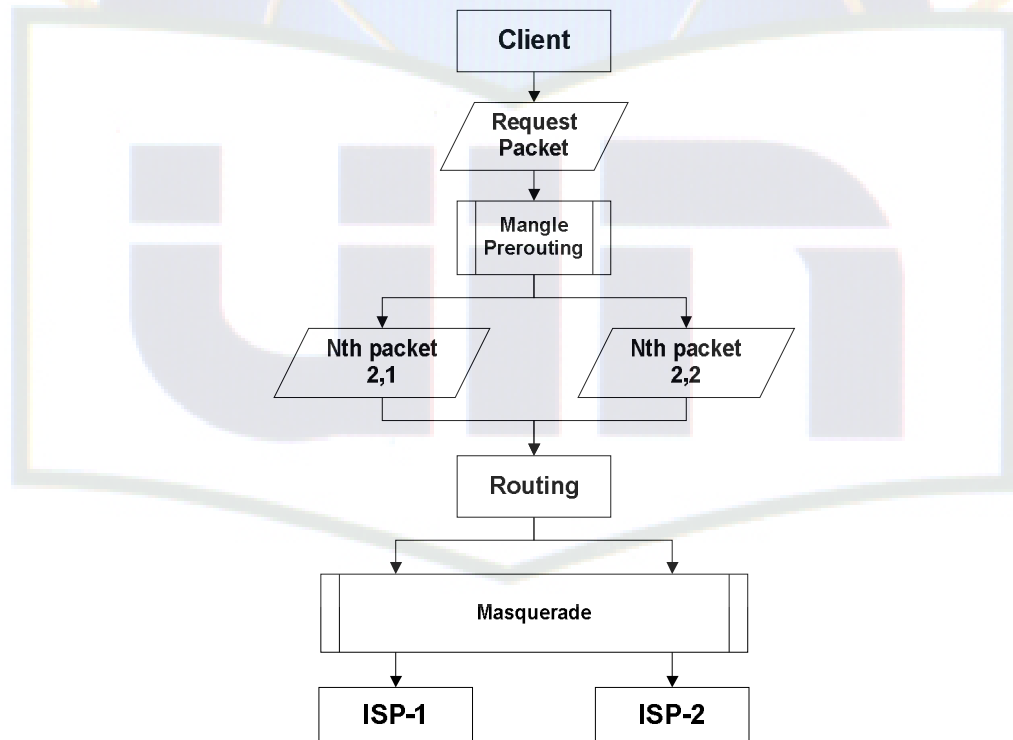 Client
Request
Packet
Mangle
Prerouting
Nth packet
2,1
Nth packet
2,2
Routing
Masquerade
ISP-1
ISP-2
uin